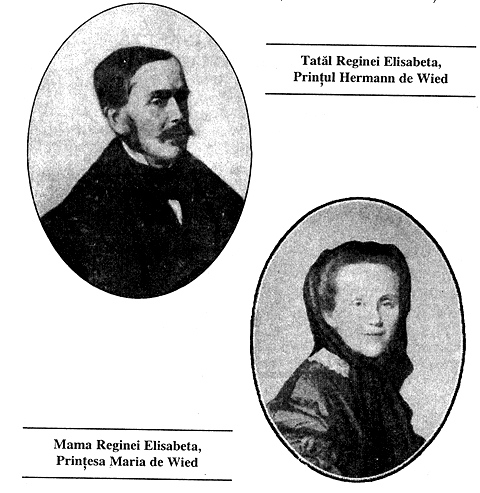 Tatăl Reginei Elisabeta,
Prințul Hermann de Wied
Mama Reginei Elisabeta,
Prințesa Maria de Wied